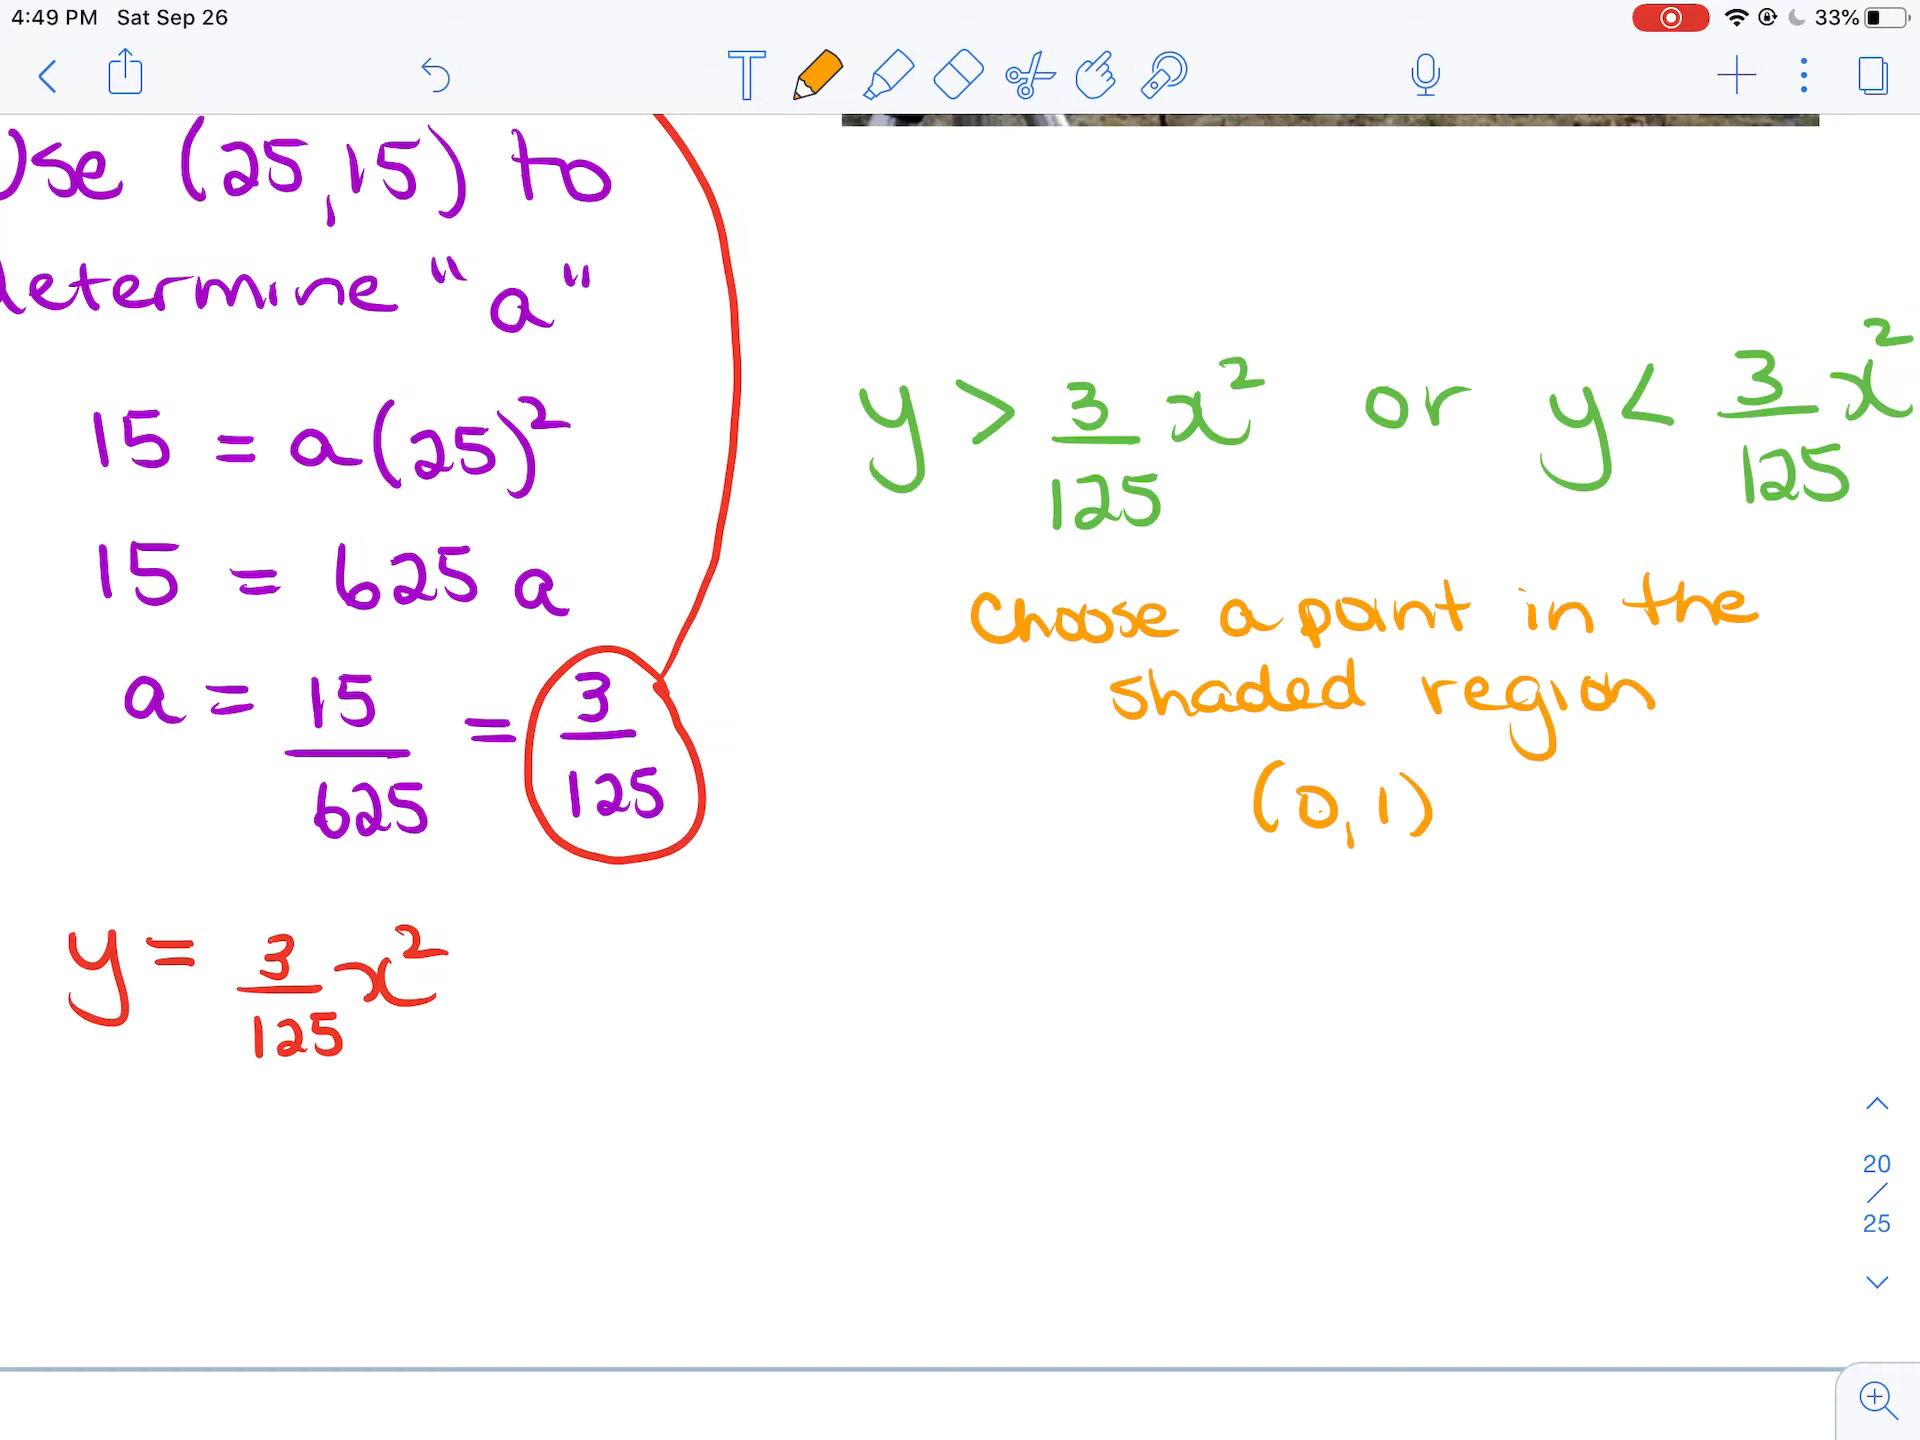 4:49 PM Sat Sep 26
33%
Use (25,15) to
determine "a"
15 = a(25)²
15 = 625 a
a = 15/625 = 3/125
y = 3/125 x²
y > 3/125 x² or y < 3/125 x²
Choose a point in the
shaded region
(0,1)
20
/
25